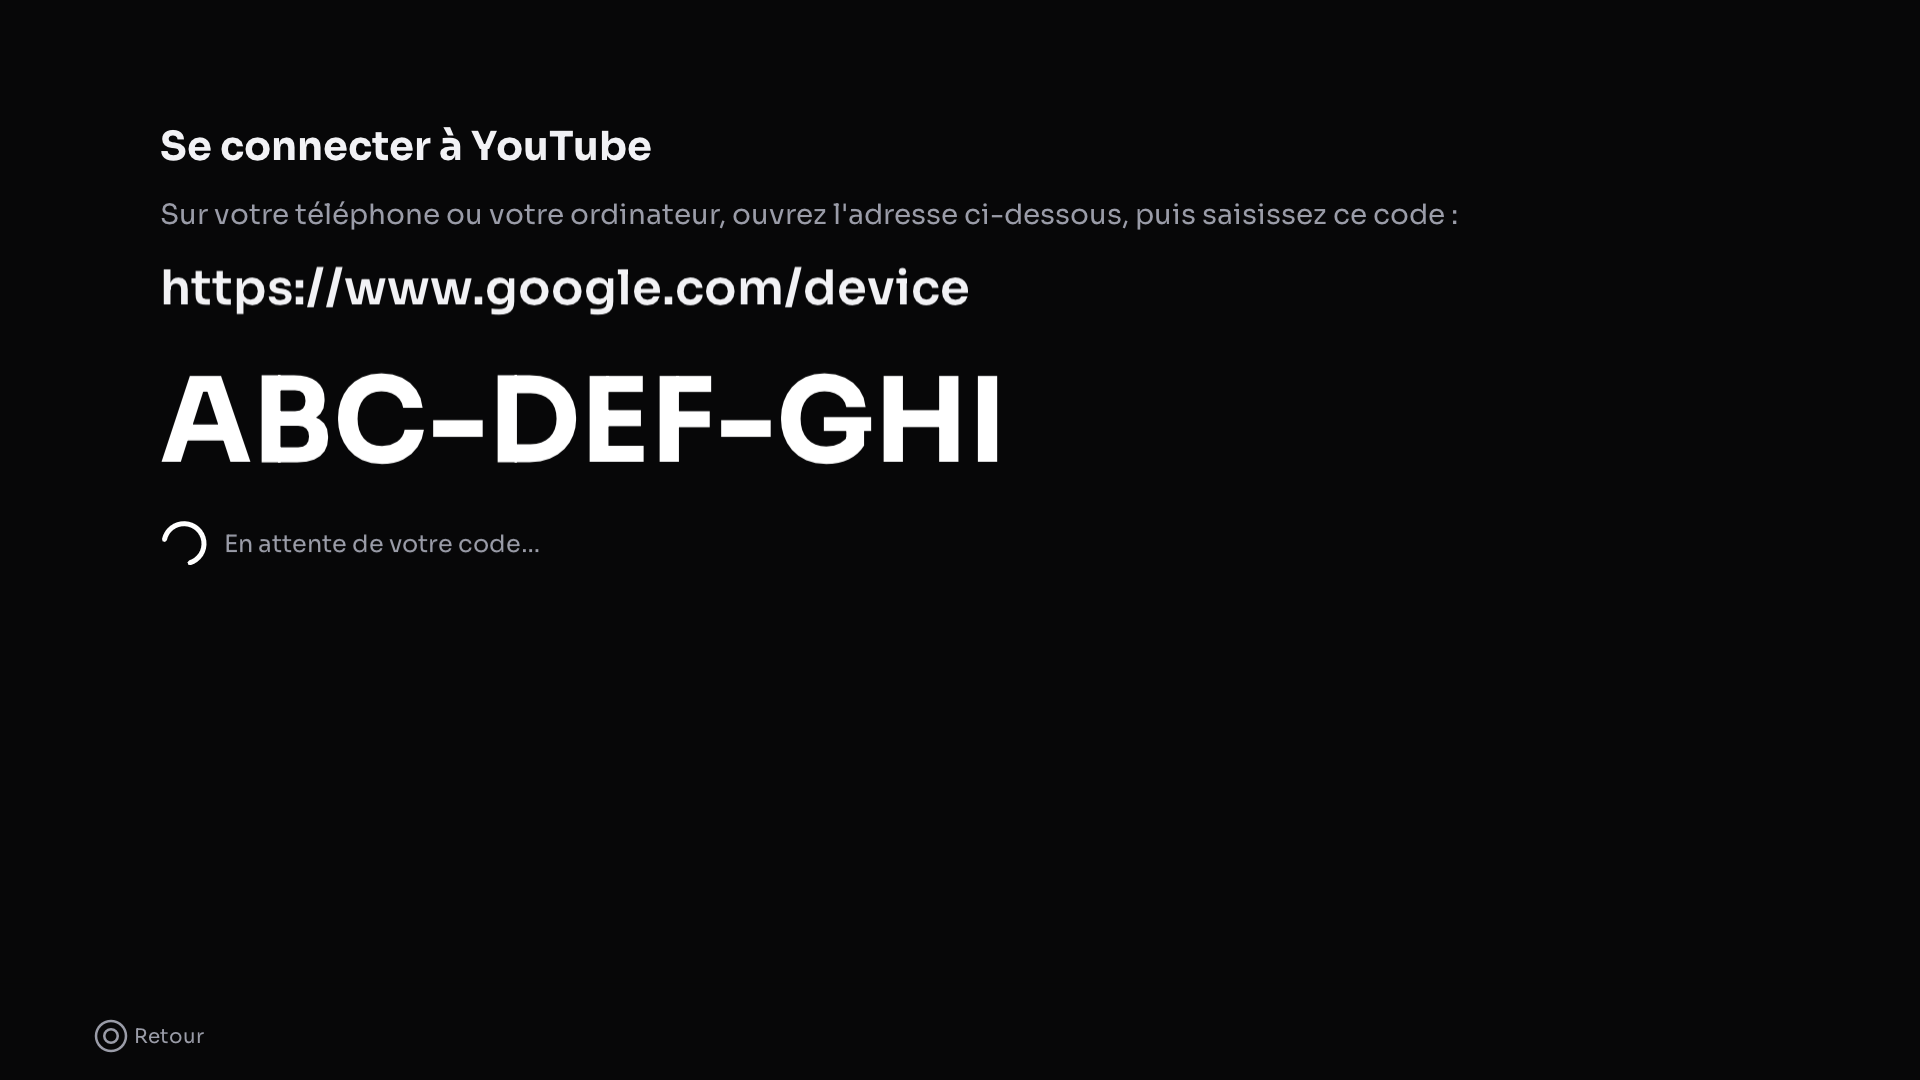 Se connecter à YouTube
Sur votre téléphone ou votre ordinateur, ouvrez l'adresse ci-dessous, puis saisissez ce code :
https://www.google.com/device
ABC-DEF-GHI
En attente de votre code...
Retour